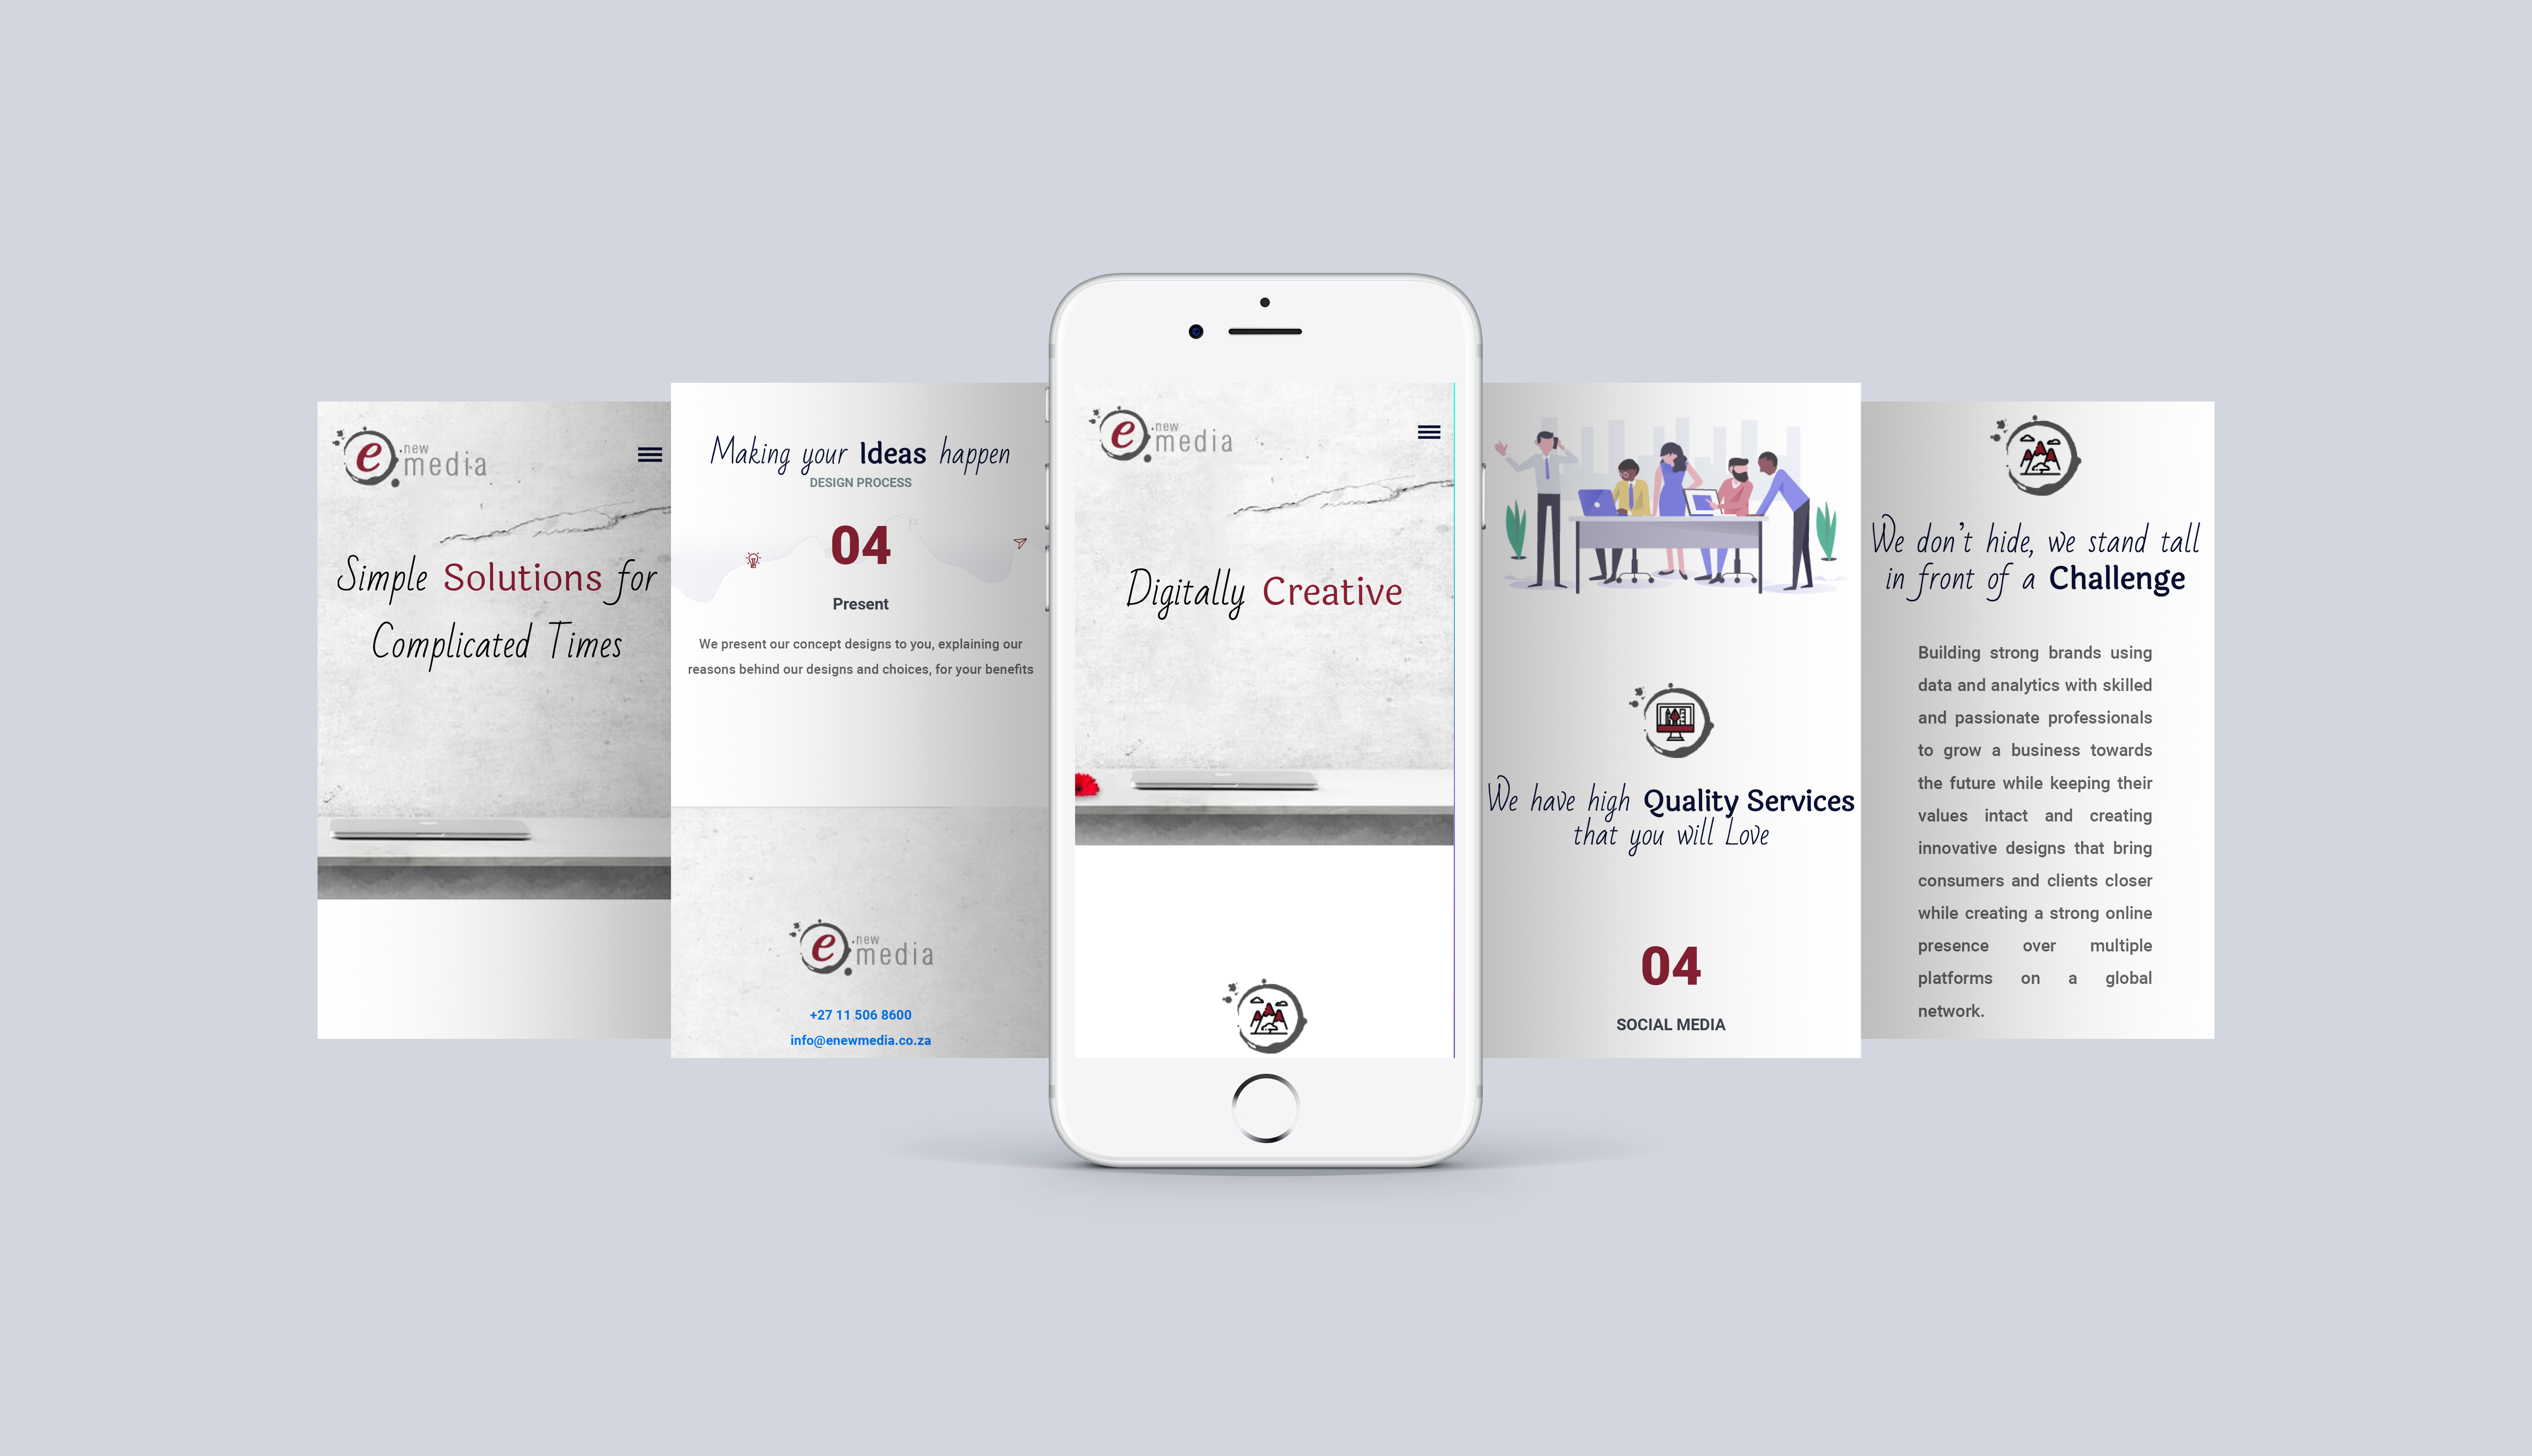 e new
media
Simple Solutions for
Complicated Times
Making your Ideas happen
DESIGN PROCESS
04
Present
We present our concept designs to you, explaining our
reasons behind our designs and choices, for your benefits
e new
media
+27 11 506 8600
info@enewmedia.co.za
e new
media
Digitally Creative
We have high Quality Services
that you will Love
04
SOCIAL MEDIA
We don't hide, we stand tall
in front of a Challenge
Building strong brands using
data and analytics with skilled
and passionate professionals
to grow a business towards
the future while keeping their
values intact and creating
innovative designs that bring
consumers and clients closer
while creating a strong online
presence over multiple
platforms on a global
network.